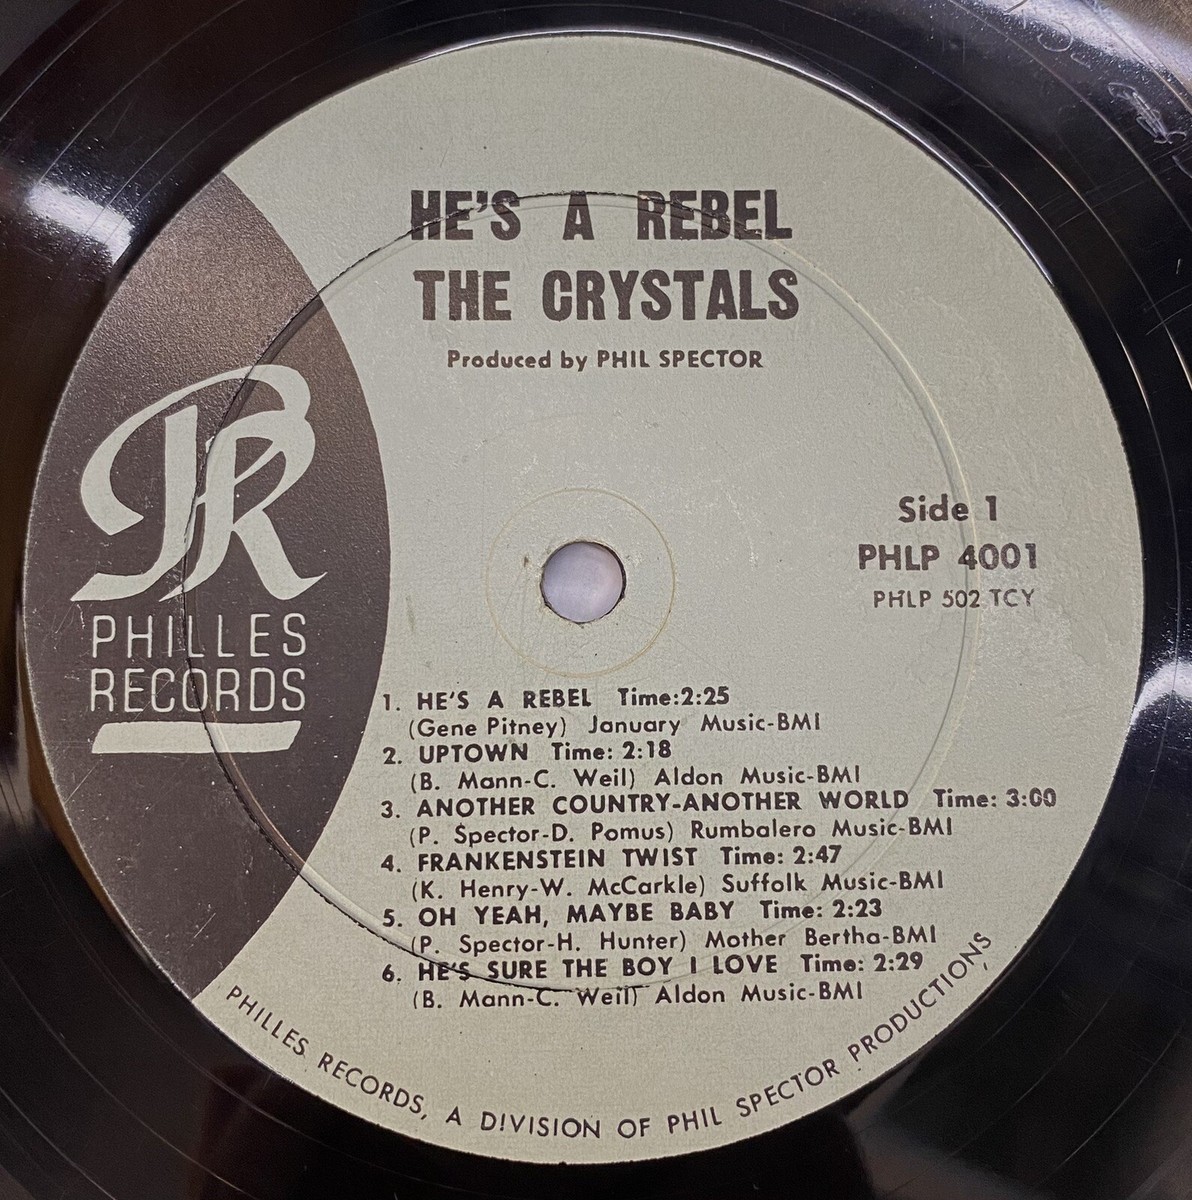 HE'S A REBEL
THE CRYSTALS
Produced by PHIL SPECTOR
Side 1
PHLP 4001
PHLP 502 TCY
PR
PHILLES
RECORDS
1. HE'S A REBEL Time:2:25
(Gene Pitney) January Music-BMI
2. UPTOWN Time: 2:18
(B. Mann-C. Weil) Aldon Music-BMI
3. ANOTHER COUNTRY-ANOTHER WORLD Time: 3:00
(P. Spector-D. Pomus) Rumbalero Music-BMI
4. FRANKENSTEIN TWIST Time: 2:47
(K. Henry-W. McCarkle) Suffolk Music-BMI
5. OH YEAH, MAYBE BABY Time: 2:23
(P. Spector-H. Hunter) Mother Bertha-BMI
6. HE'S SURE THE BOY I LOVE Time: 2:29
(B. Mann-C. Weil) Aldon Music-BMI
PHILLES RECORDS, A DIVISION OF PHIL SPECTOR PRODUCTIONS,